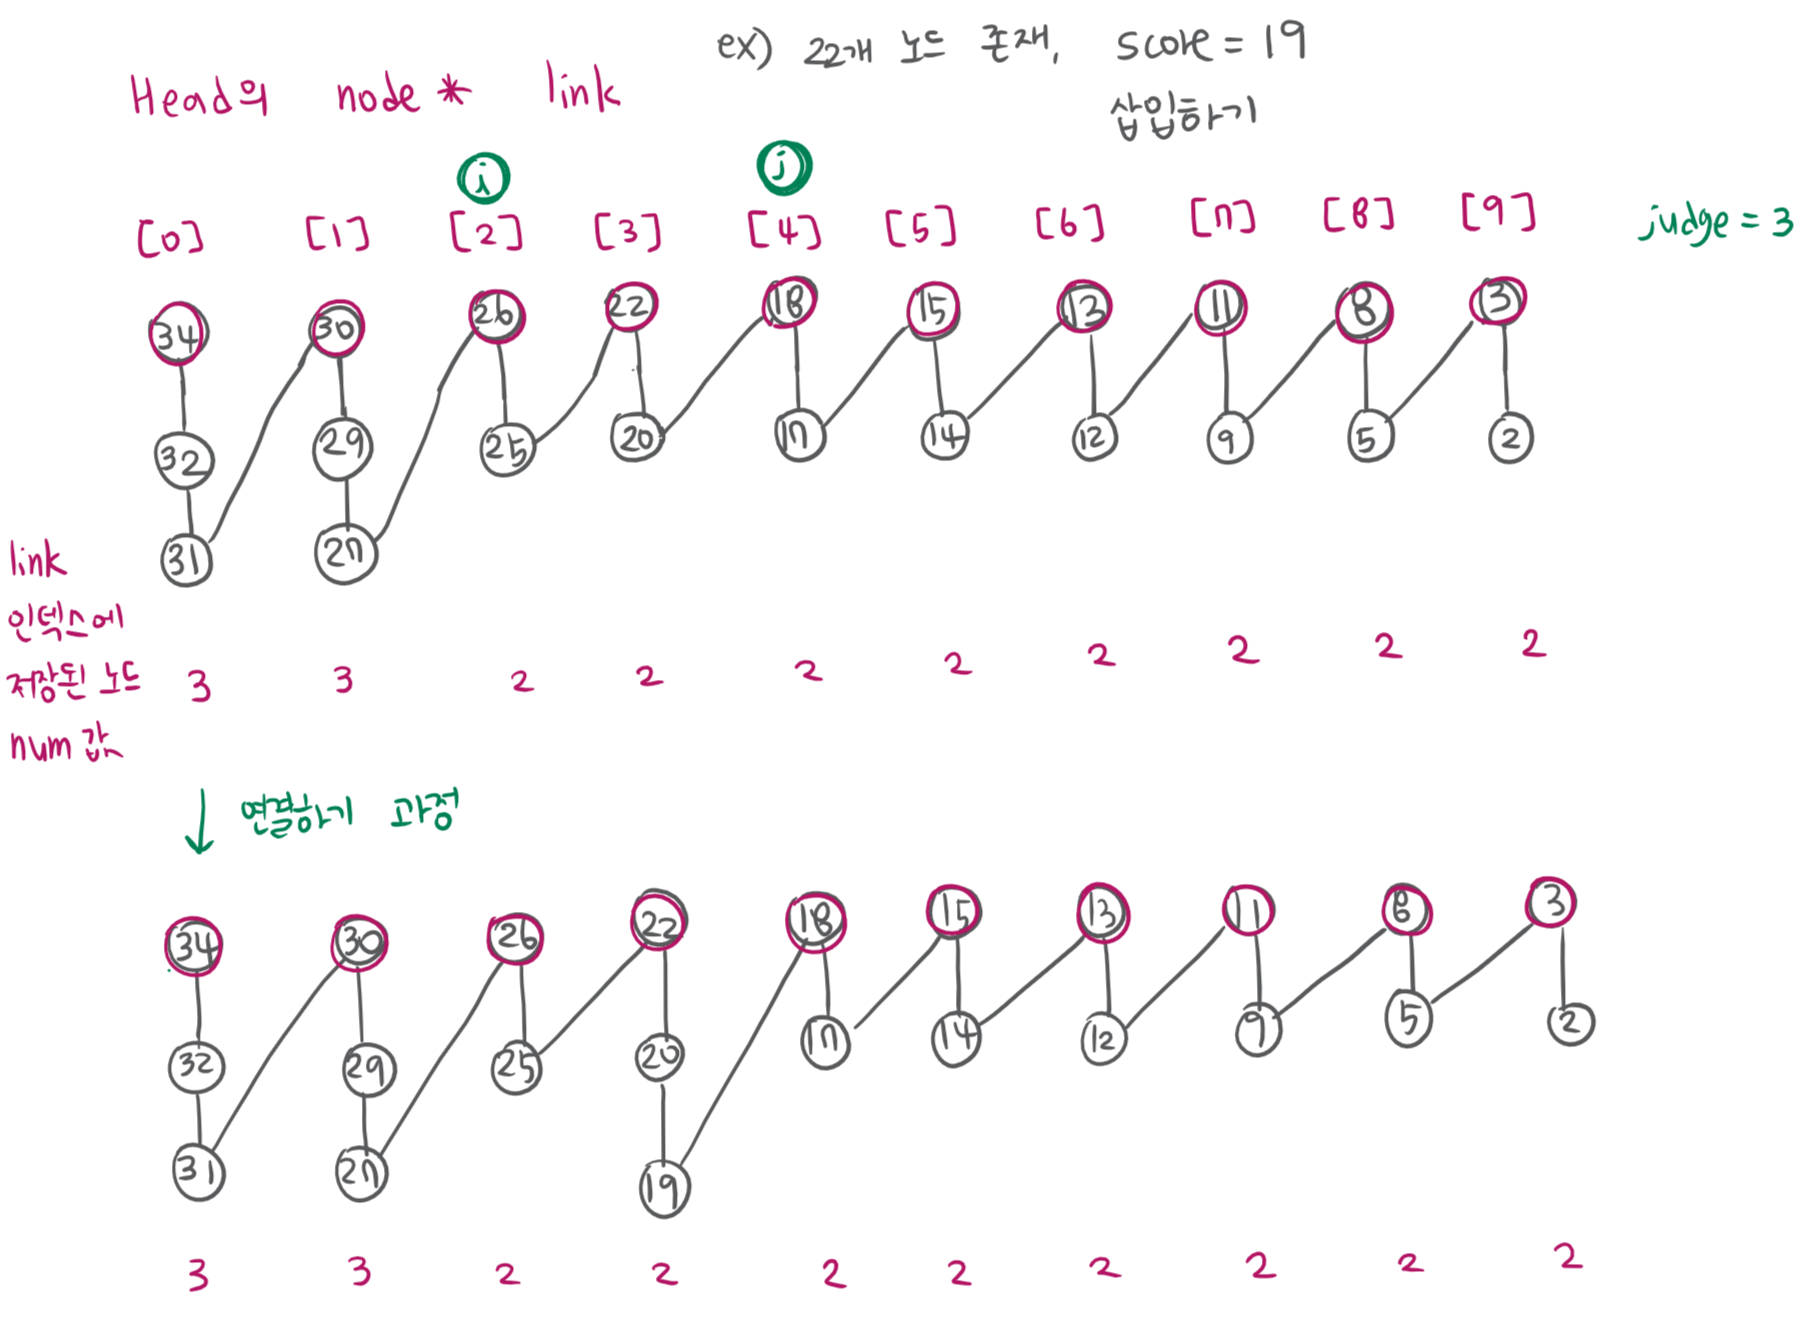 ex) 22개 노드 존재, score = 19
삽입하기
Head의 node * link
i j
[0] [1] [2] [3] [4] [5] [6] [7] [8] [9] judge = 3
34 30 26 22 18 15 13 11 8 3
32 29 25 20 17 14 12 9 5 2
31 27
link
인덱스에
저장된 노드
num 값
3 3 2 2 2 2 2 2 2 2
↓ 연결하기 과정
34 30 26 22 18 15 13 11 8 3
32 29 25 20 17 14 12 9 5 2
31 27 19
3 3 2 2 2 2 2 2 2 2